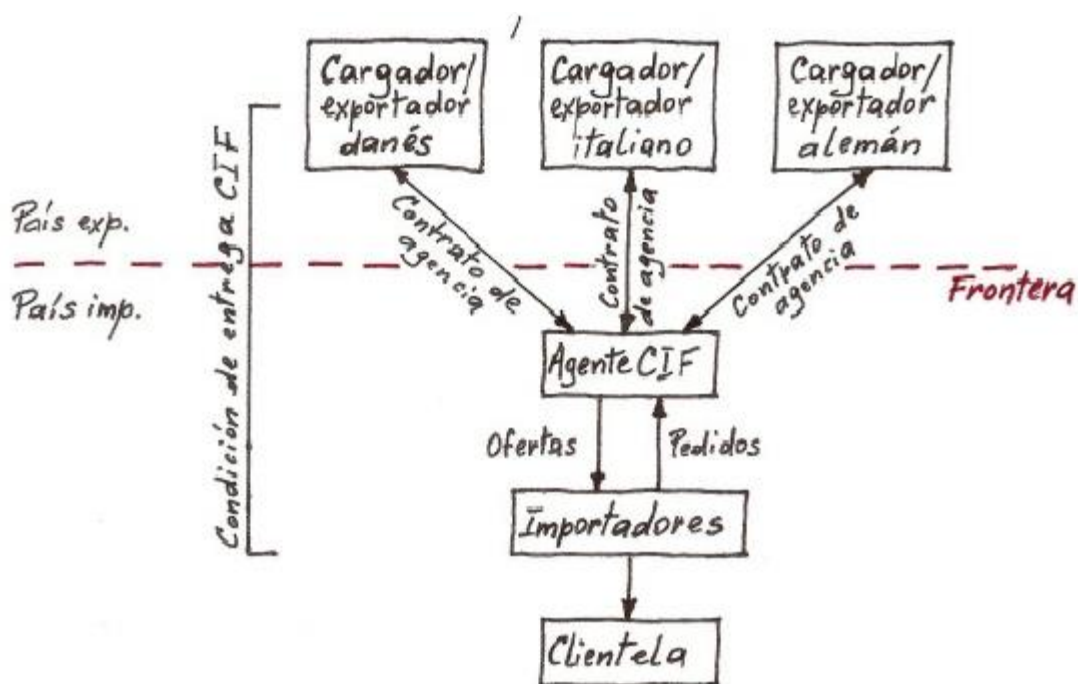 Cargador/
exportador
danés
Cargador/
exportador
italiano
Cargador/
exportador
alemán
Condición de entrega CIF
País exp.
País imp.
Contrato de
agencia
Contrato
de agencia
Contrato de
agencia
Frontera
Agente CIF
Ofertas
Pedidos
Importadores
Clientela